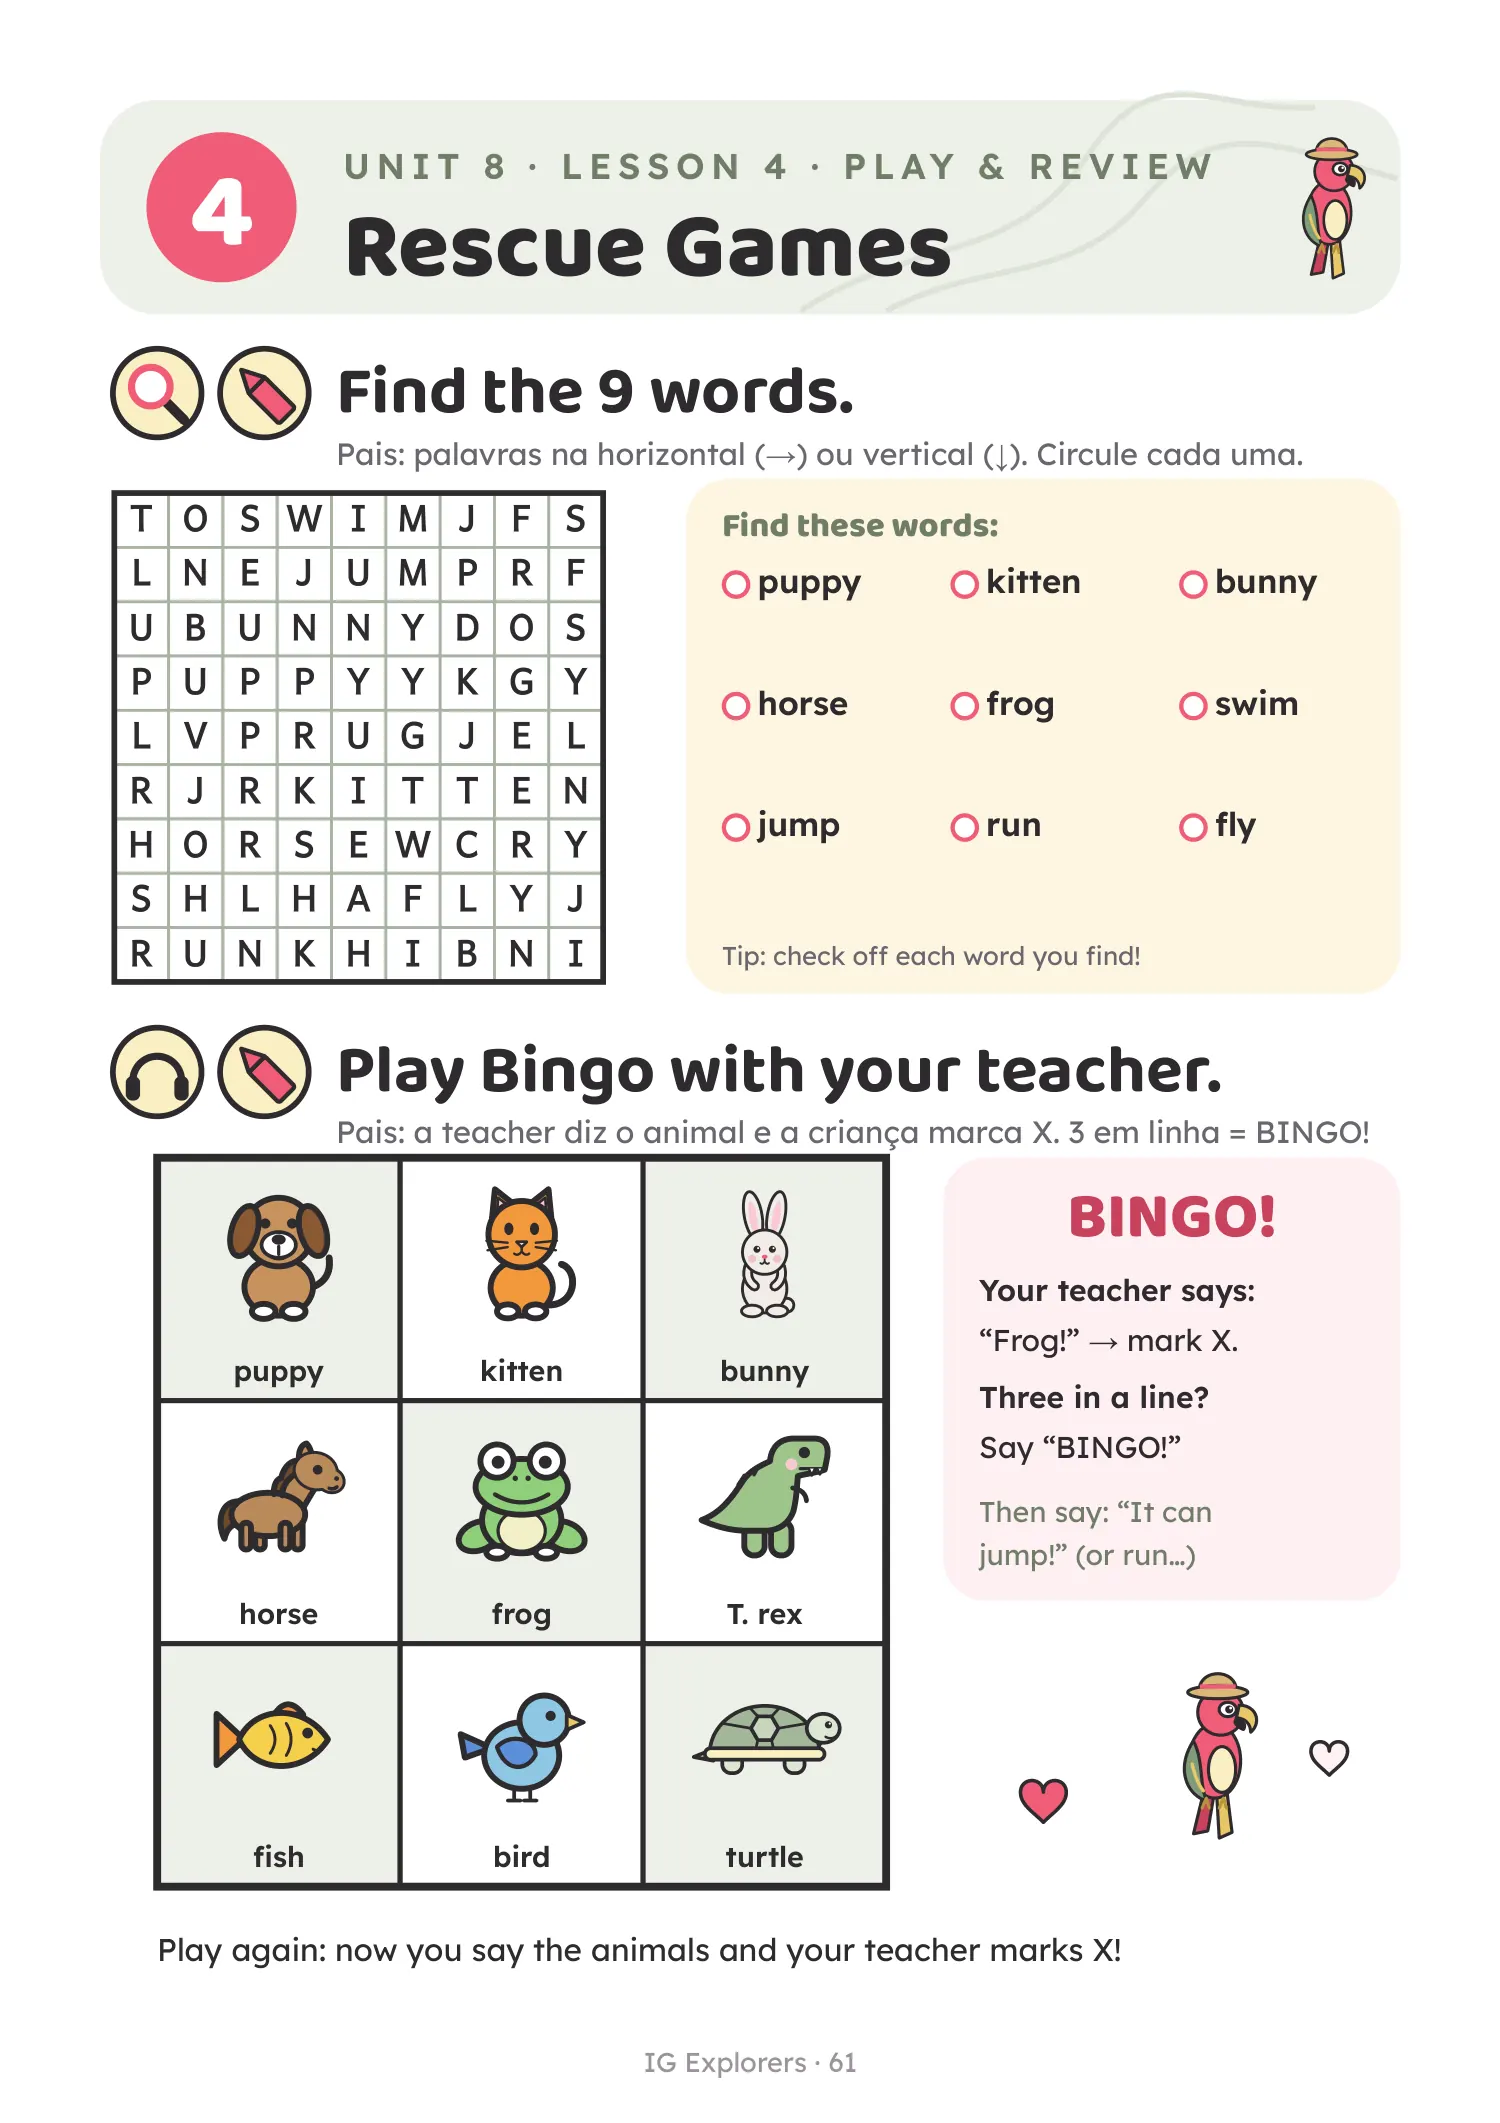 4
UNIT 8 · LESSON 4 · PLAY & REVIEW
Rescue Games
Find the 9 words.
Pais: palavras na horizontal (→) ou vertical (↓). Circule cada uma.
T O S W I M J F S
L N E J U M P R F
U B U N N Y D O S
P U P P Y Y K G Y
L V P R U G J E L
R J R K I T T E N
H O R S E W C R Y
S H L H A F L Y J
R U N K H I B N I
Find these words:
puppy kitten bunny
horse frog swim
jump run fly
Tip: check off each word you find!
Play Bingo with your teacher.
Pais: a teacher diz o animal e a criança marca X. 3 em linha = BINGO!
puppy kitten bunny
horse frog T. rex
fish bird turtle
BINGO!
Your teacher says:
“Frog!” → mark X.
Three in a line?
Say “BINGO!”
Then say: “It can
jump!” (or run…)
Play again: now you say the animals and your teacher marks X!
IG Explorers · 61